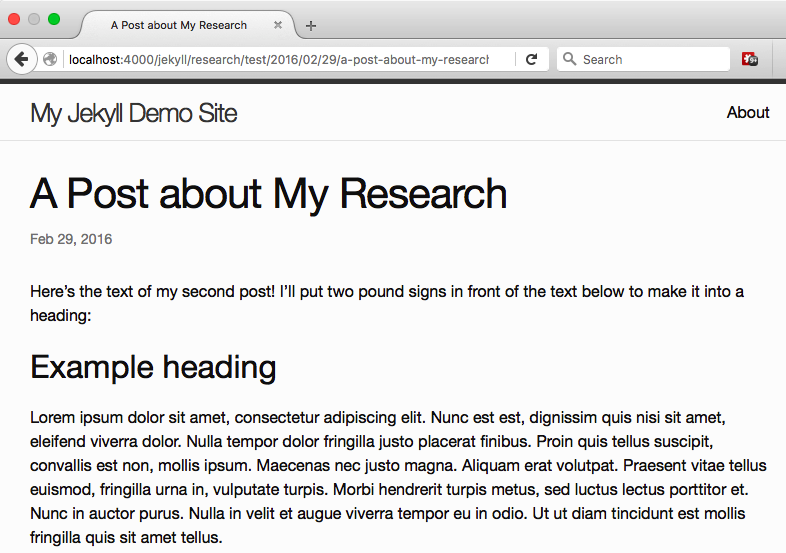 A Post about My Research
localhost:4000/jekyll/research/test/2016/02/29/a-post-about-my-research
Search
9+
My Jekyll Demo Site
About
A Post about My Research
Feb 29, 2016
Here’s the text of my second post! I’ll put two pound signs in front of the text below to make it into a
heading:
Example heading
Lorem ipsum dolor sit amet, consectetur adipiscing elit. Nunc est est, dignissim quis nisi sit amet,
eleifend viverra dolor. Nulla tempor dolor fringilla justo placerat finibus. Proin quis tellus suscipit,
convallis est non, mollis ipsum. Maecenas nec justo magna. Aliquam erat volutpat. Praesent vitae tellus
euismod, fringilla urna in, vulputate turpis. Morbi hendrerit turpis metus, sed luctus lectus porttitor et.
Nunc in auctor purus. Nulla in velit et augue viverra tempor eu in odio. Ut ut diam tincidunt est mollis
fringilla quis sit amet tellus.